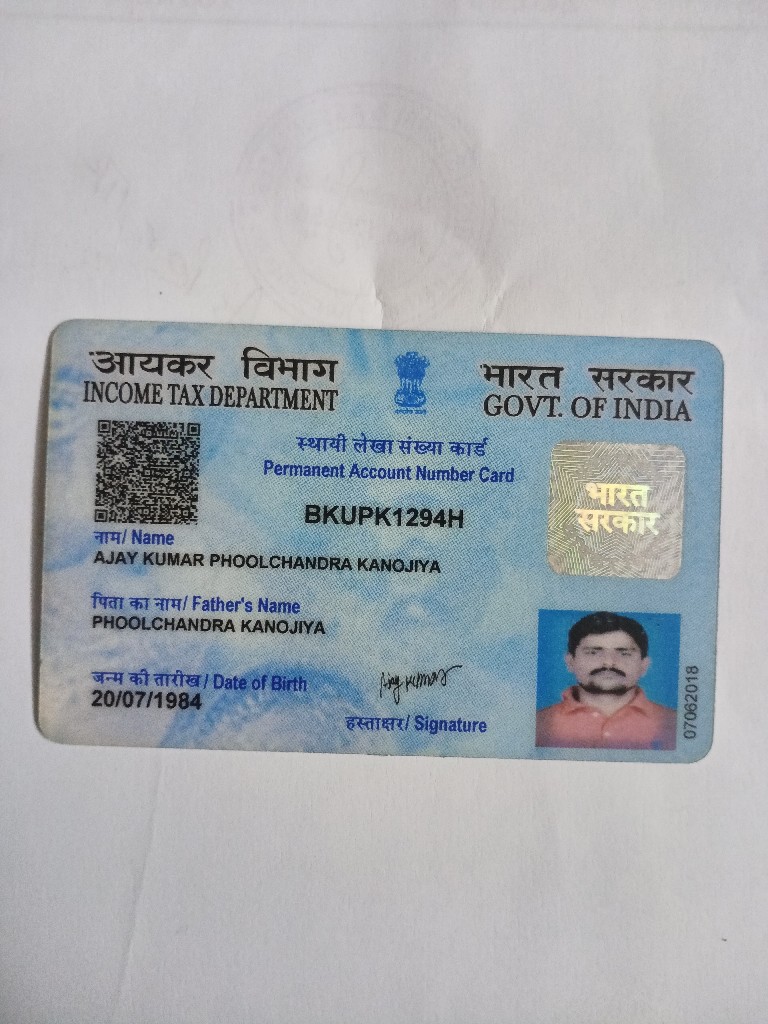 आयकर विभाग
INCOME TAX DEPARTMENT
भारत सरकार
GOVT. OF INDIA
स्थायी लेखा संख्या कार्ड
Permanent Account Number Card
BKUPK1294H
भारत
सरकार
नाम/ Name
AJAY KUMAR PHOOLCHANDRA KANOJIYA
पिता का नाम/ Father's Name
PHOOLCHANDRA KANOJIYA
जन्म की तारीख / Date of Birth
20/07/1984
Ajay Kumar
हस्ताक्षर/ Signature
07062018